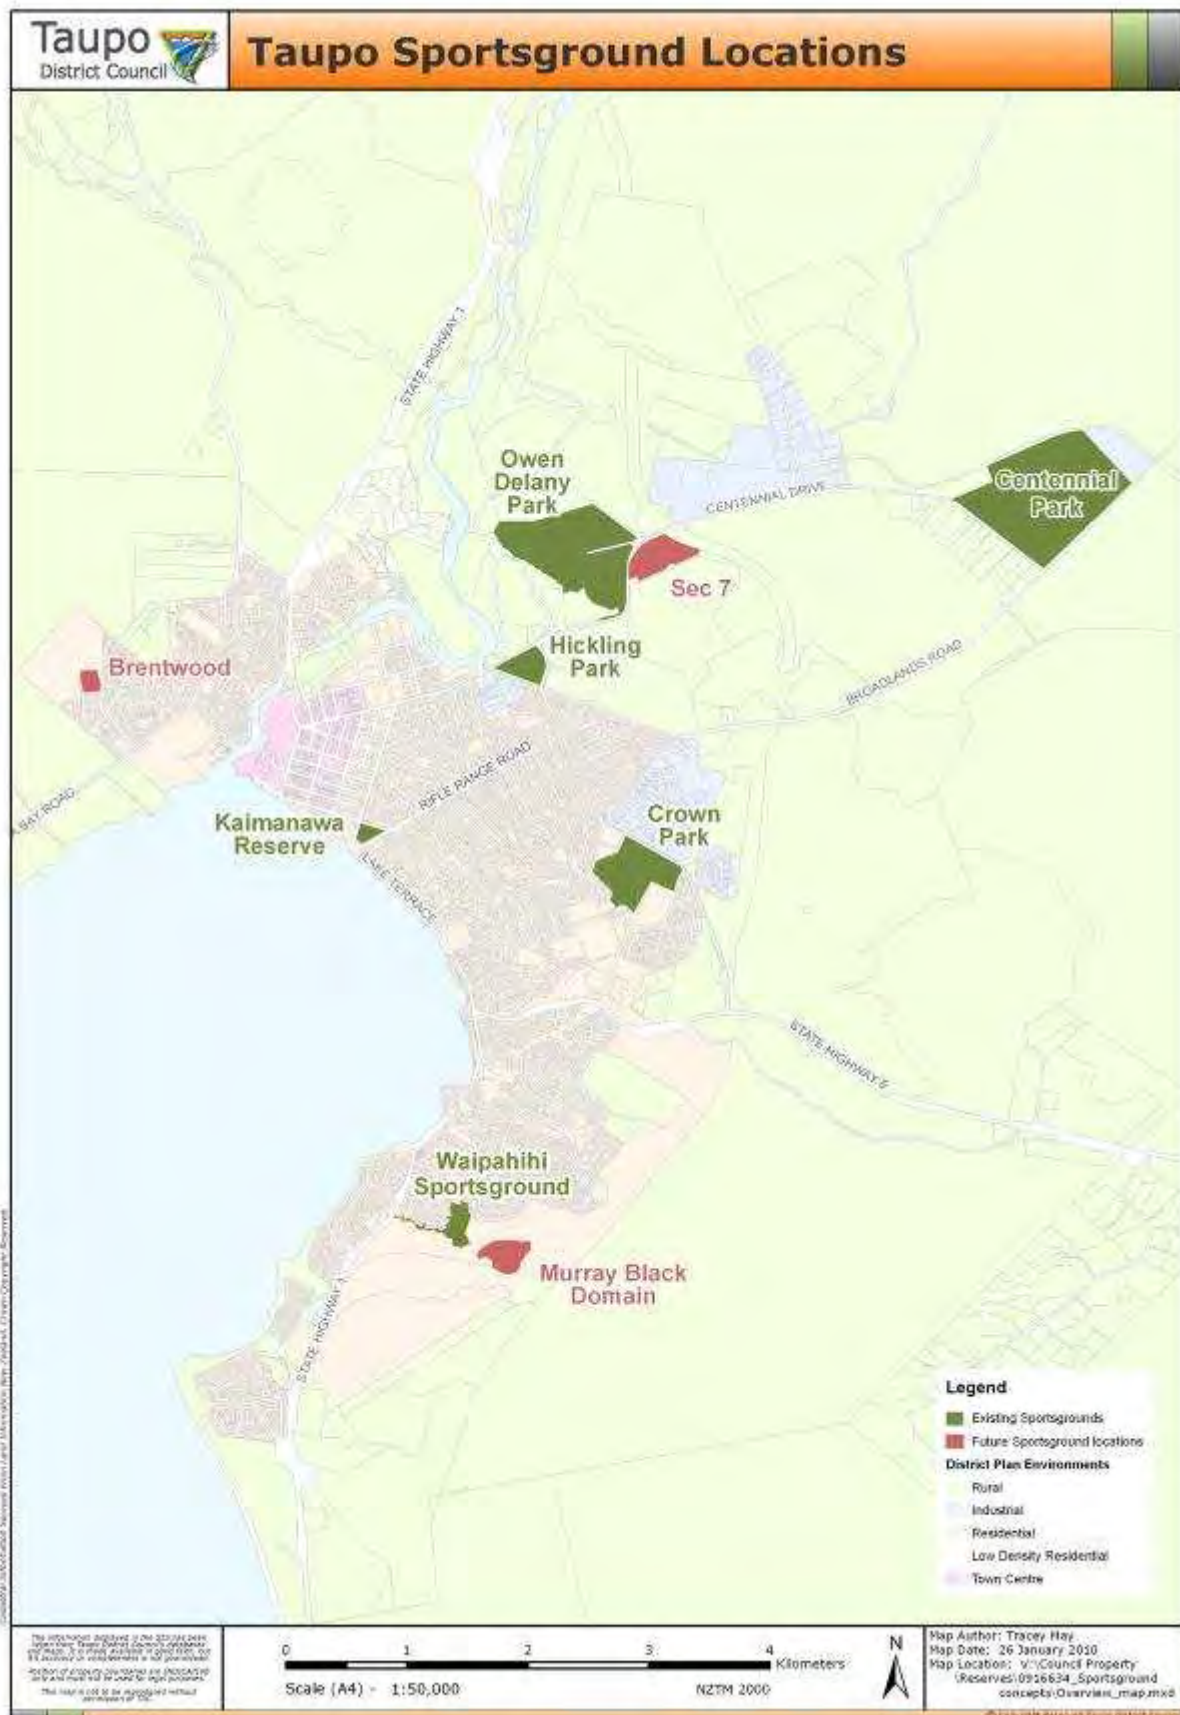 Taupo
District Council
Taupo Sportsground Locations
STATE HIGHWAY 1
Owen
Delany
Park
CENTENNIAL DRIVE
Centennial
Park
Sec 7
Hickling
Park
Brentwood
BROADLANDS ROAD
RIFLE RANGE ROAD
BAY ROAD
Kaimanawa
Reserve
Crown
Park
LAKE TERRACE
STATE HIGHWAY 5
Waipahihi
Sportsground
Murray Black
Domain
STATE HIGHWAY 1
Legend
Existing Sportsgrounds
Future Sportsground locations
District Plan Environments
Rural
Industrial
Residential
Low Density Residential
Town Centre
0 1 2 3 4
Kilometers
Scale (A4) - 1:50,000
NZTM 2000
N
Map Author: Tracey May
Map Date: 26 January 2010
Map Location: V:\Council Property
\Reserves\0916634_Sportsground
concepts\Overview_map.mxd